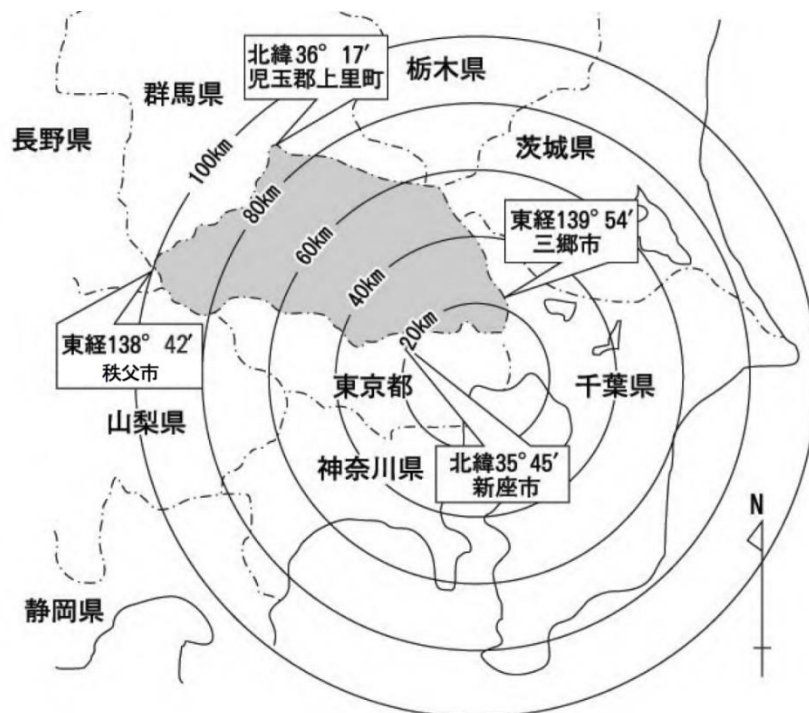 北緯36° 17′
児玉郡上里町
栃木県
群馬県
長野県
茨城県
100km
80km
60km
40km
20km
東経139° 54′
三郷市
東経138° 42′
秩父市
東京都
千葉県
山梨県
神奈川県
北緯35° 45′
新座市
N
静岡県